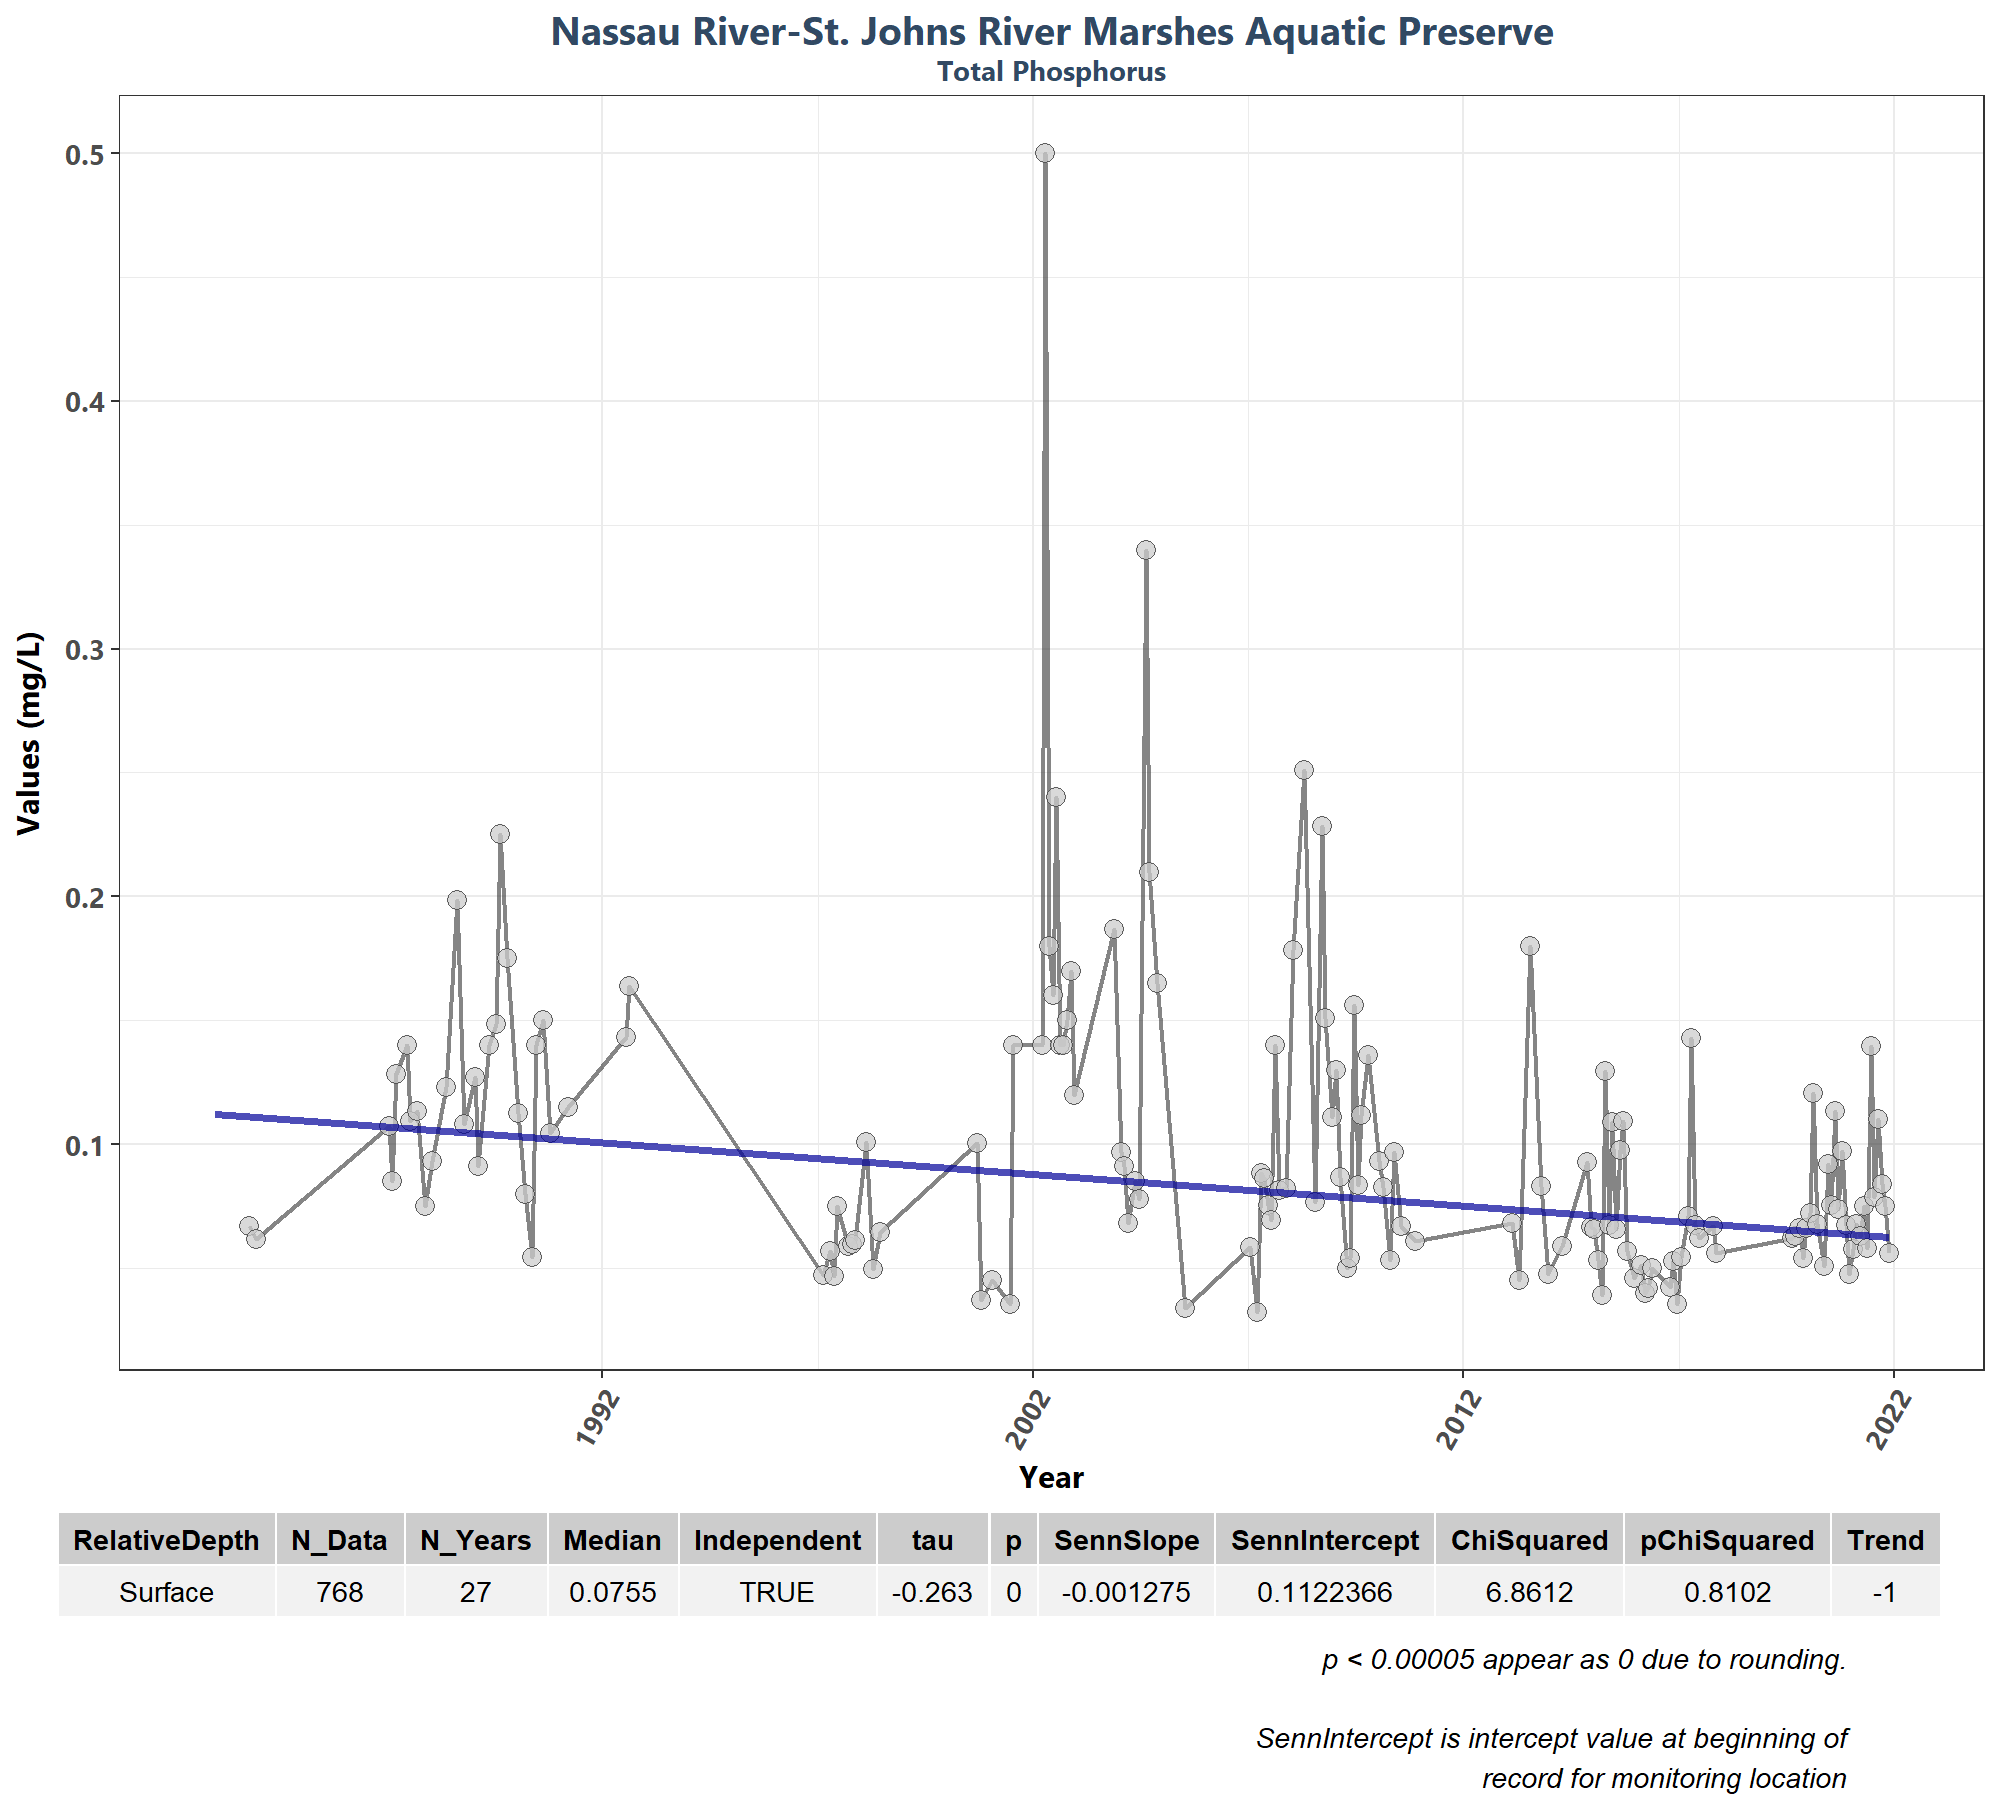 Nassau River-St. Johns River Marshes Aquatic Preserve
Total Phosphorus
Values (mg/L)
0.5
0.4
0.3
0.2
0.1
1992
2002
2012
2022
Year
RelativeDepth N_Data N_Years Median Independent tau p SennSlope SennIntercept ChiSquared pChiSquared Trend
Surface 768 27 0.0755 TRUE -0.263 0 -0.001275 0.1122366 6.8612 0.8102 -1
p < 0.00005 appear as 0 due to rounding.
SennIntercept is intercept value at beginning of
record for monitoring location